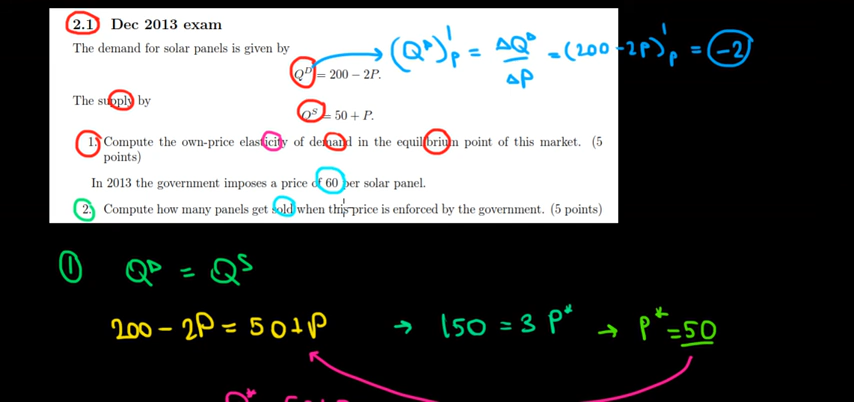 2.1 Dec 2013 exam
The demand for solar panels is given by
Q^D = 200 − 2P.
(Q^D)'_P = ΔQ^D/ΔP = (200 - 2P)'_P = -2
The supply by
Q^S = 50 + P.
1. Compute the own-price elasticity of demand in the equilibrium point of this market. (5
points)
In 2013 the government imposes a price of 60 per solar panel.
2. Compute how many panels get sold when this price is enforced by the government. (5 points)
① Q^D = Q^S
200 - 2P = 50 + P → 150 = 3P* → P* = 50